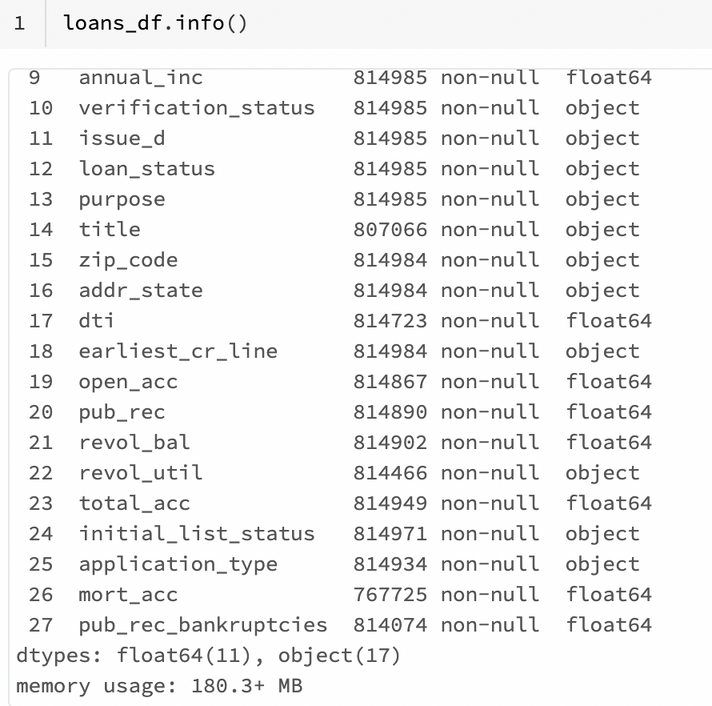 1 loans_df.info()
9 annual_inc 814985 non-null float64
10 verification_status 814985 non-null object
11 issue_d 814985 non-null object
12 loan_status 814985 non-null object
13 purpose 814985 non-null object
14 title 807066 non-null object
15 zip_code 814984 non-null object
16 addr_state 814984 non-null object
17 dti 814723 non-null float64
18 earliest_cr_line 814984 non-null object
19 open_acc 814867 non-null float64
20 pub_rec 814890 non-null float64
21 revol_bal 814902 non-null float64
22 revol_util 814466 non-null object
23 total_acc 814949 non-null float64
24 initial_list_status 814971 non-null object
25 application_type 814934 non-null object
26 mort_acc 767725 non-null float64
27 pub_rec_bankruptcies 814074 non-null float64
dtypes: float64(11), object(17)
memory usage: 180.3+ MB